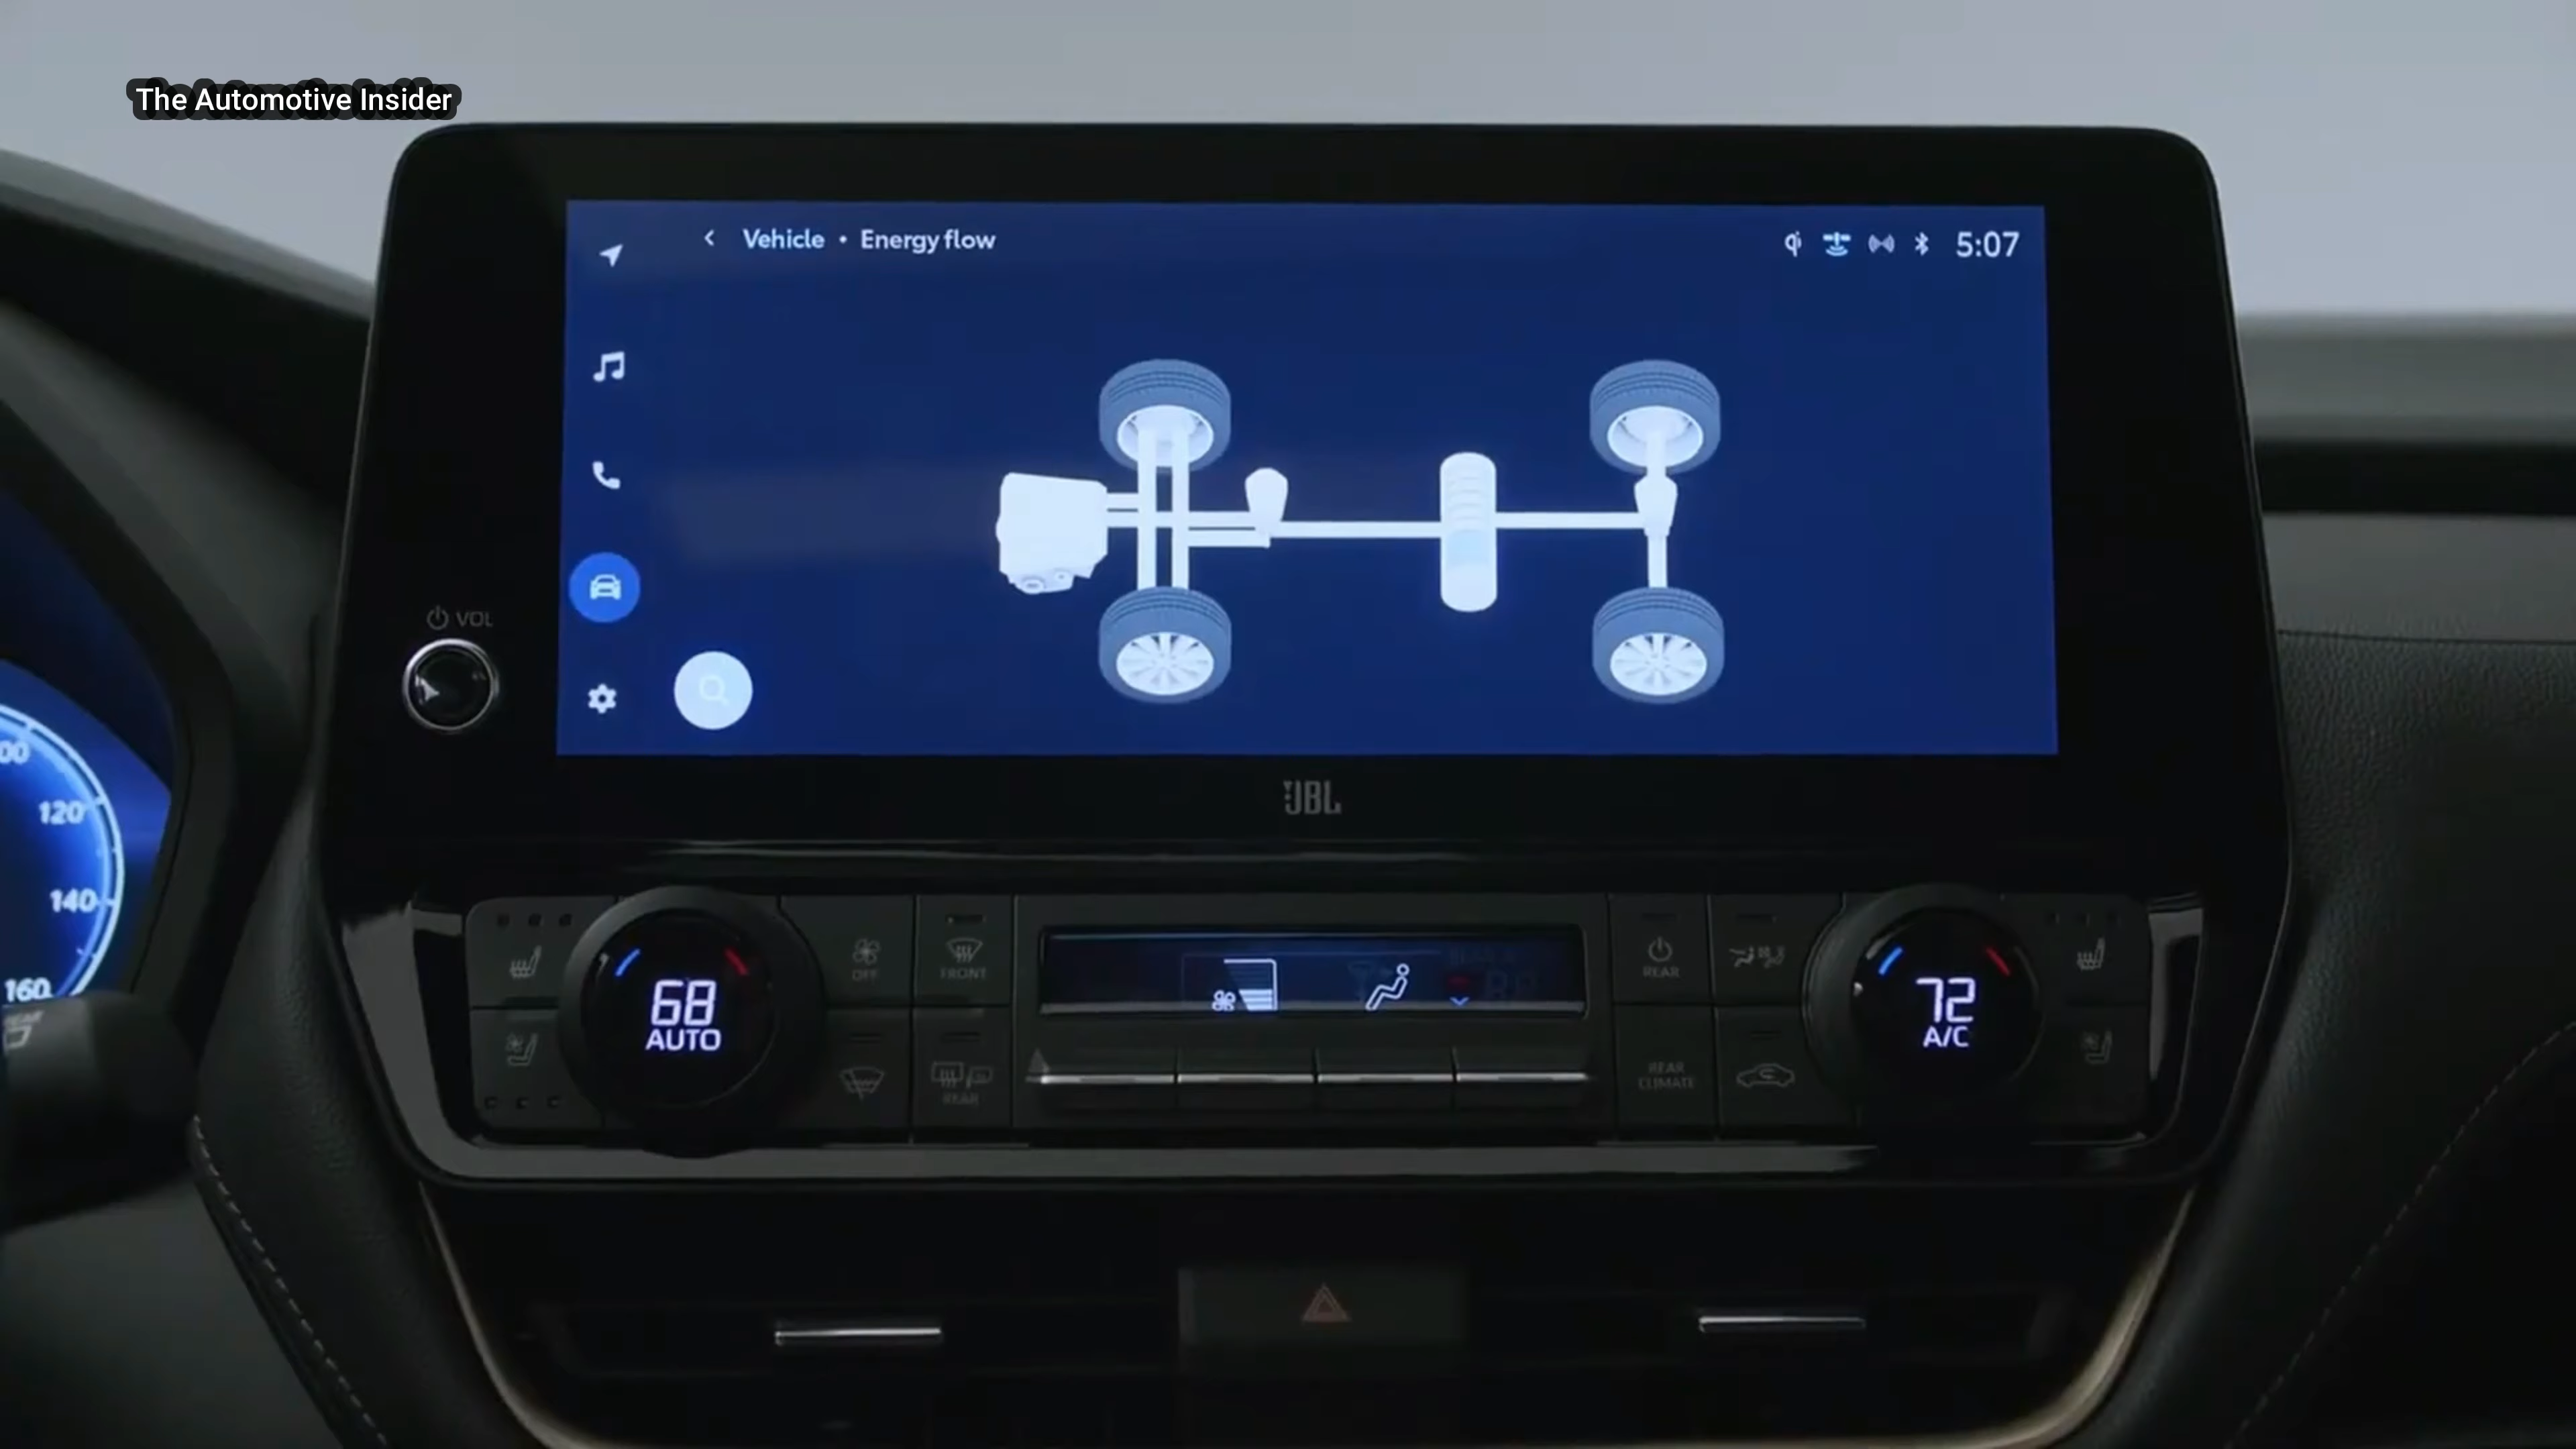 The Automotive Insider
Vehicle • Energy flow
5:07
VOL
JBL
120
140
160
68
AUTO
OFF
FRONT
REAR
REAR
REAR
CLIMATE
72
A/C